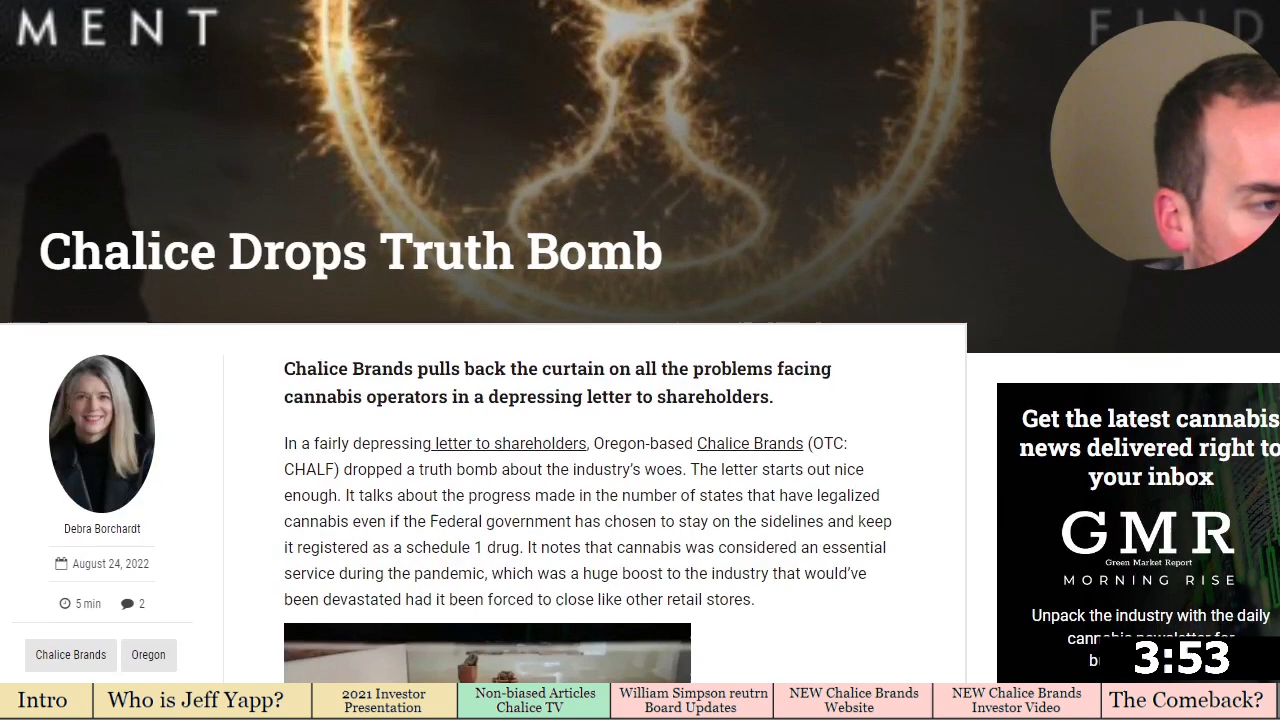 MENT
FIND
Chalice Drops Truth Bomb
Chalice Brands pulls back the curtain on all the problems facing
cannabis operators in a depressing letter to shareholders.
In a fairly depressing letter to shareholders, Oregon-based Chalice Brands (OTC:
CHALF) dropped a truth bomb about the industry's woes. The letter starts out nice
enough. It talks about the progress made in the number of states that have legalized
cannabis even if the Federal government has chosen to stay on the sidelines and keep
it registered as a schedule 1 drug. It notes that cannabis was considered an essential
service during the pandemic, which was a huge boost to the industry that would've
been devastated had it been forced to close like other retail stores.
Debra Borchardt
August 24, 2022
5 min 2
Chalice Brands Oregon
Get the latest cannabis
news delivered right to
your inbox
GMR
Green Market Report
MORNING RISE
Unpack the industry with the daily
cannabis newsletter for
3:53
Intro
Who is Jeff Yapp?
2021 Investor
Presentation
Non-biased Articles
Chalice TV
William Simpson reutrn
Board Updates
NEW Chalice Brands
Website
NEW Chalice Brands
Investor Video
The Comeback?